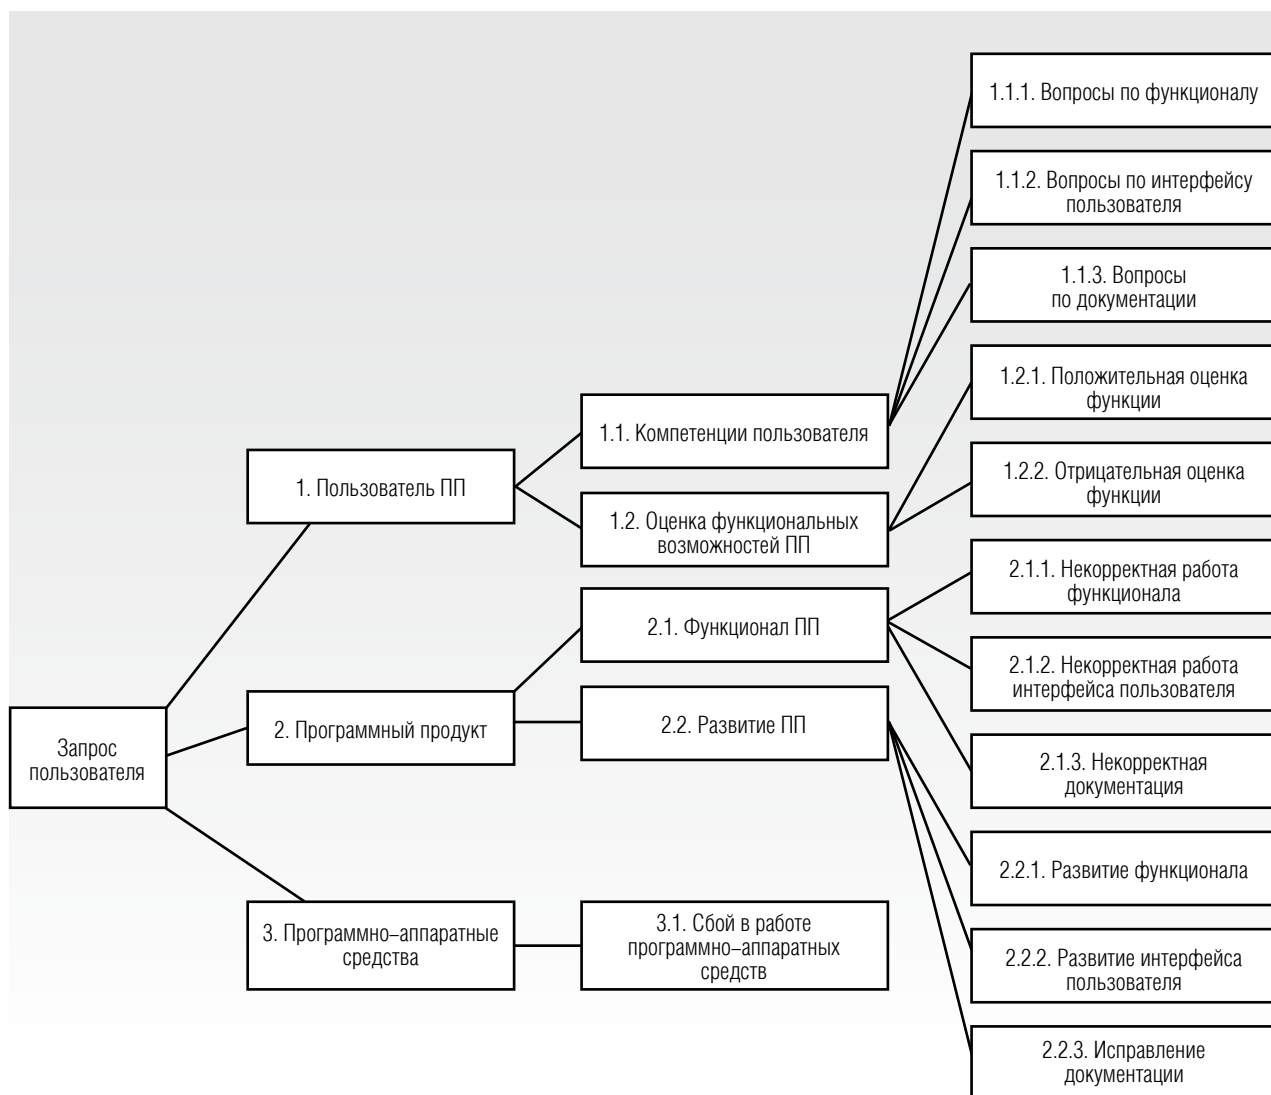 Запрос
пользователя
1. Пользователь ПП
2. Программный продукт
3. Программно–аппаратные
средства
1.1. Компетенции пользователя
1.2. Оценка функциональных
возможностей ПП
2.1. Функционал ПП
2.2. Развитие ПП
3.1. Сбой в работе
программно–аппаратных
средств
1.1.1. Вопросы по функционалу
1.1.2. Вопросы по интерфейсу
пользователя
1.1.3. Вопросы
по документации
1.2.1. Положительная оценка
функции
1.2.2. Отрицательная оценка
функции
2.1.1. Некорректная работа
функционала
2.1.2. Некорректная работа
интерфейса пользователя
2.1.3. Некорректная
документация
2.2.1. Развитие функционала
2.2.2. Развитие интерфейса
пользователя
2.2.3. Исправление
документации